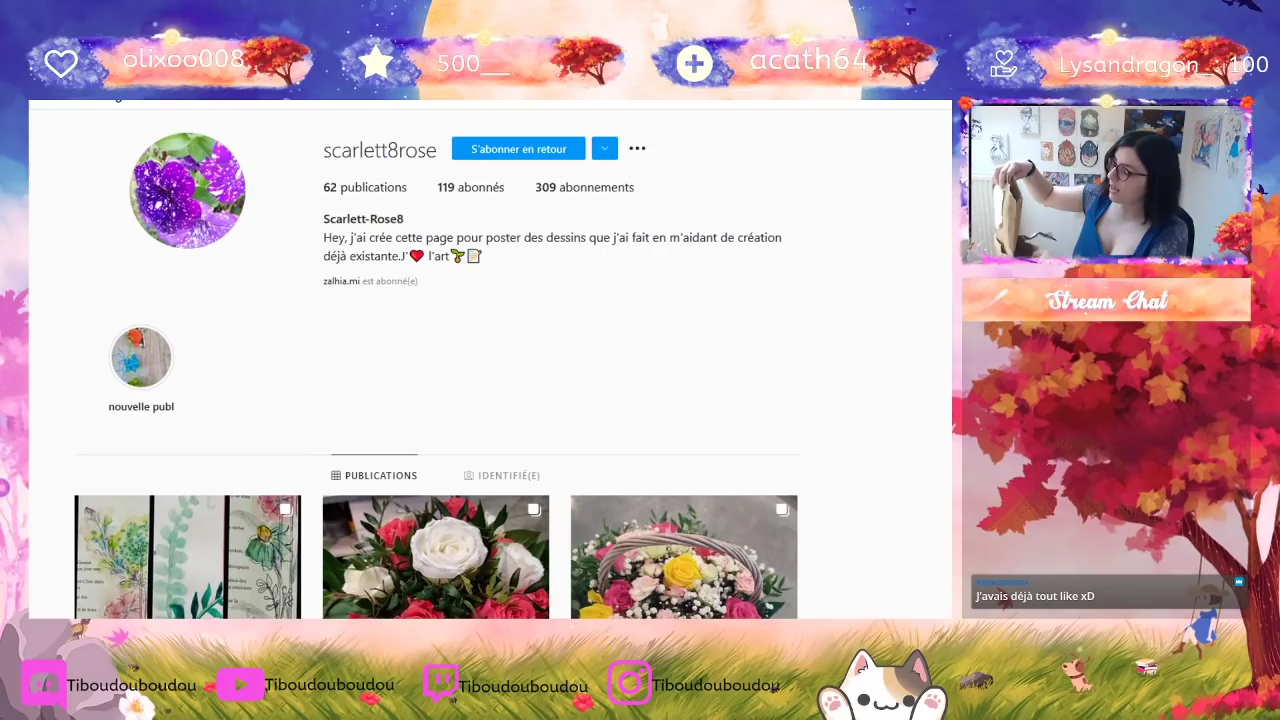 olixoo008
500__
acath64
Lysandragon_ 100
scarlett8rose
S'abonner en retour
62 publications
119 abonnés
309 abonnements
Scarlett-Rose8
Hey, j'ai crée cette page pour poster des dessins que j'ai fait en m'aidant de création
déjà existante.J'❤️ l'art🌱📝
zalhia.mi est abonné(e)
nouvelle publ
PUBLICATIONS
IDENTIFIÉ(E)
Stream Chat
J'avais déjà tout like xD
Tiboudouboudou
Tiboudouboudou
Tiboudouboudou
Tiboudouboudou